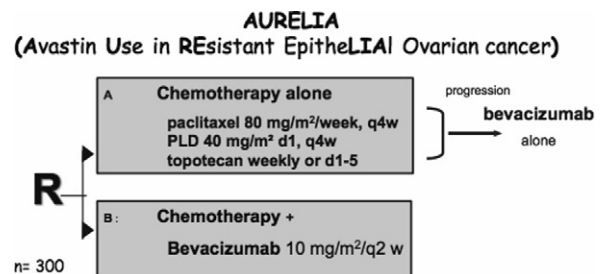 AURELIA
(Avastin Use in REsistant EpitheLIAl Ovarian cancer)
A Chemotherapy alone
paclitaxel 80 mg/m²/week, q4w
PLD 40 mg/m² d1, q4w
topotecan weekly or d1-5
progression
bevacizumab
alone
R
B: Chemotherapy +
Bevacizumab 10 mg/m²/q2 w
n= 300